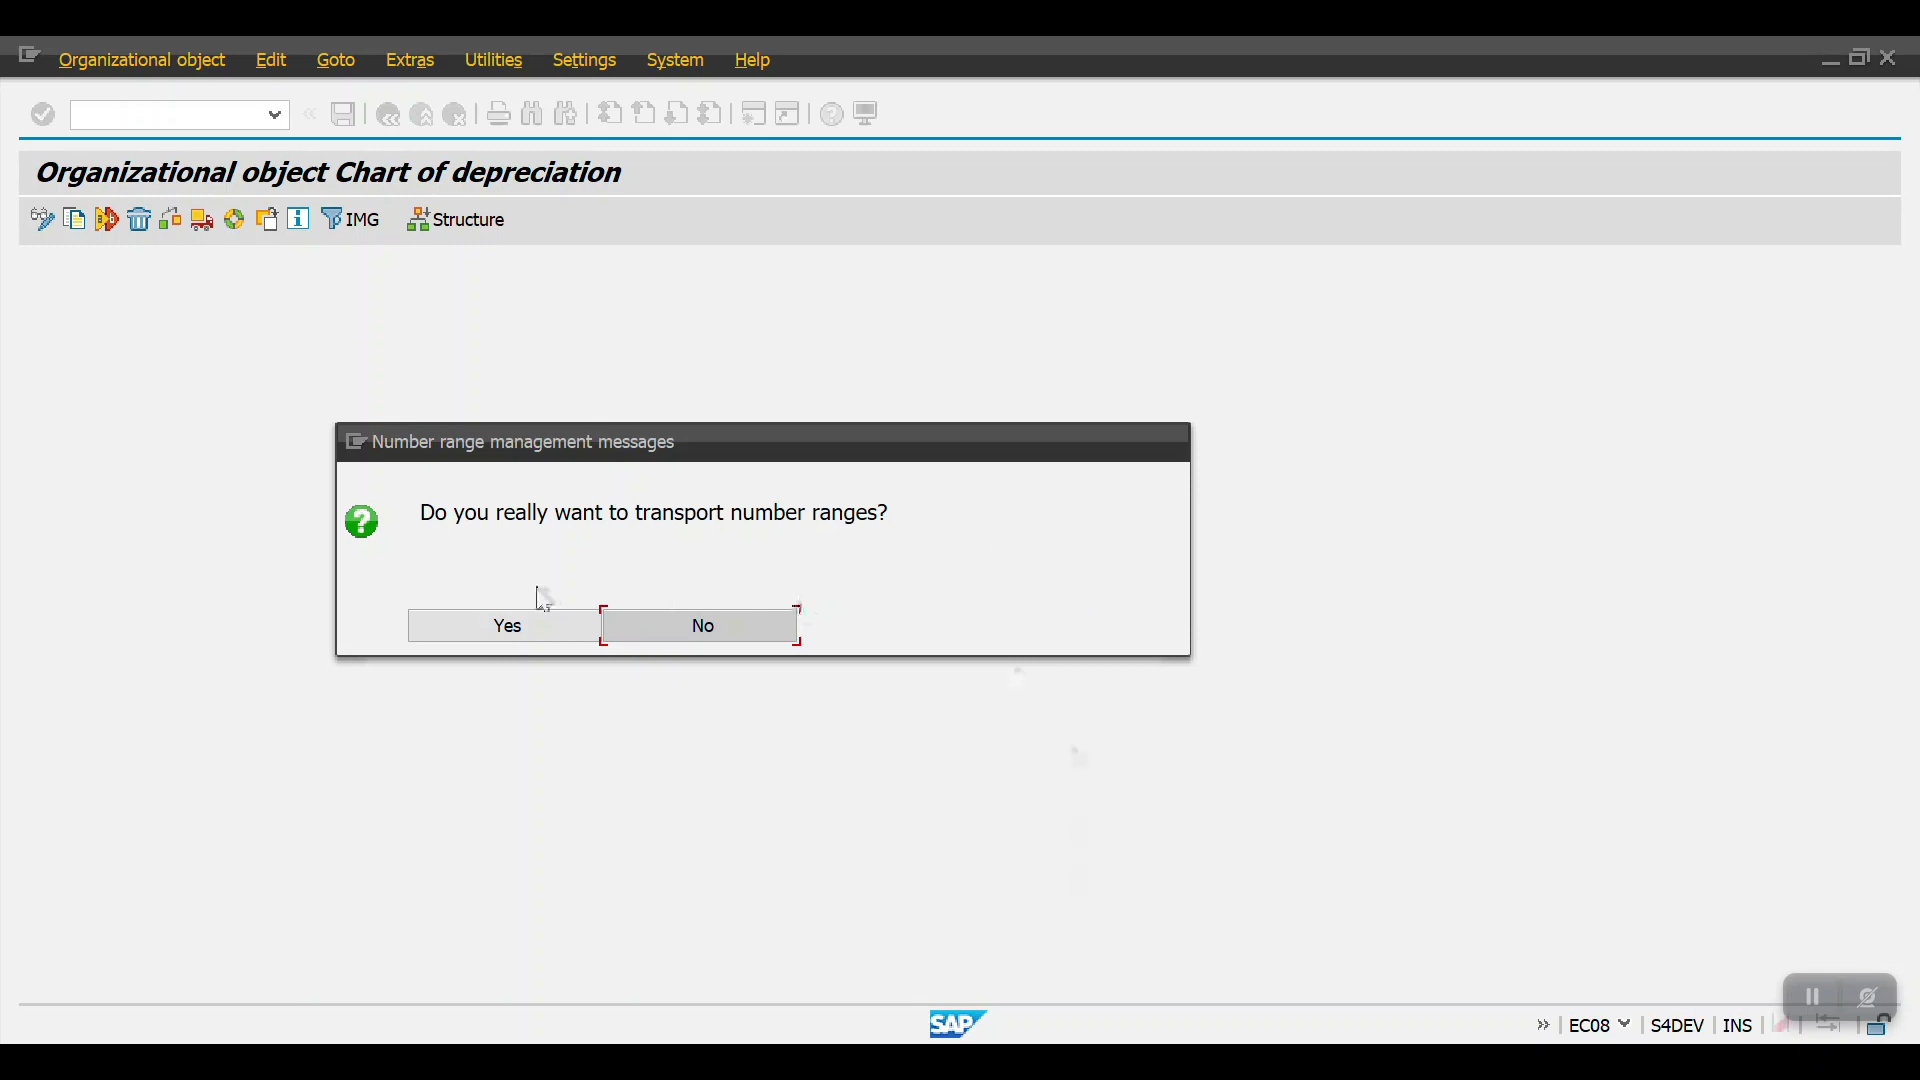 Organizational object Edit Goto Extras Utilities Settings System Help
Organizational object Chart of depreciation
IMG Structure
Number range management messages
Do you really want to transport number ranges?
Yes No
SAP EC08 S4DEV INS